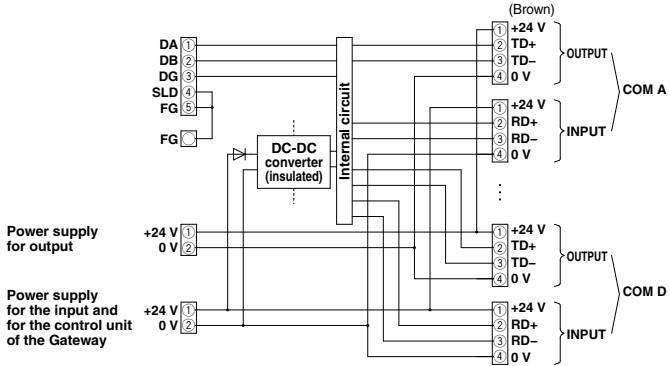 (Brown)
DA ①
DB ②
DG ③
SLD ④
FG ⑤
FG
DC-DC
converter
(insulated)
Internal circuit
① +24 V
② TD+
③ TD–
④ 0 V
OUTPUT
① +24 V
② RD+
③ RD–
④ 0 V
INPUT
COM A
Power supply
for output
+24 V ①
0 V ②
Power supply
for the input and
for the control unit
of the Gateway
+24 V ①
0 V ②
① +24 V
② TD+
③ TD–
④ 0 V
OUTPUT
① +24 V
② RD+
③ RD–
④ 0 V
INPUT
COM D